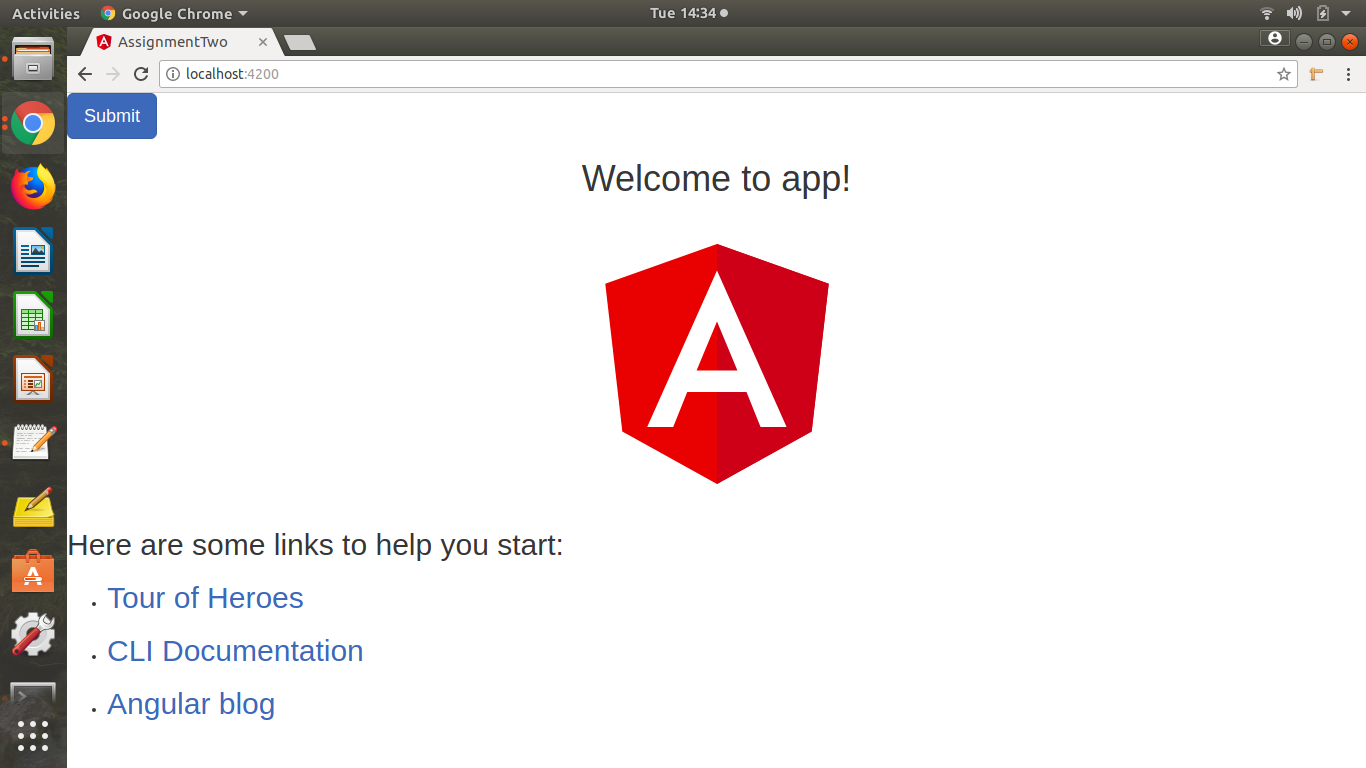 Activities Google Chrome Tue 14:34
AssignmentTwo
localhost:4200
Submit
Welcome to app!
Here are some links to help you start:
Tour of Heroes
CLI Documentation
Angular blog